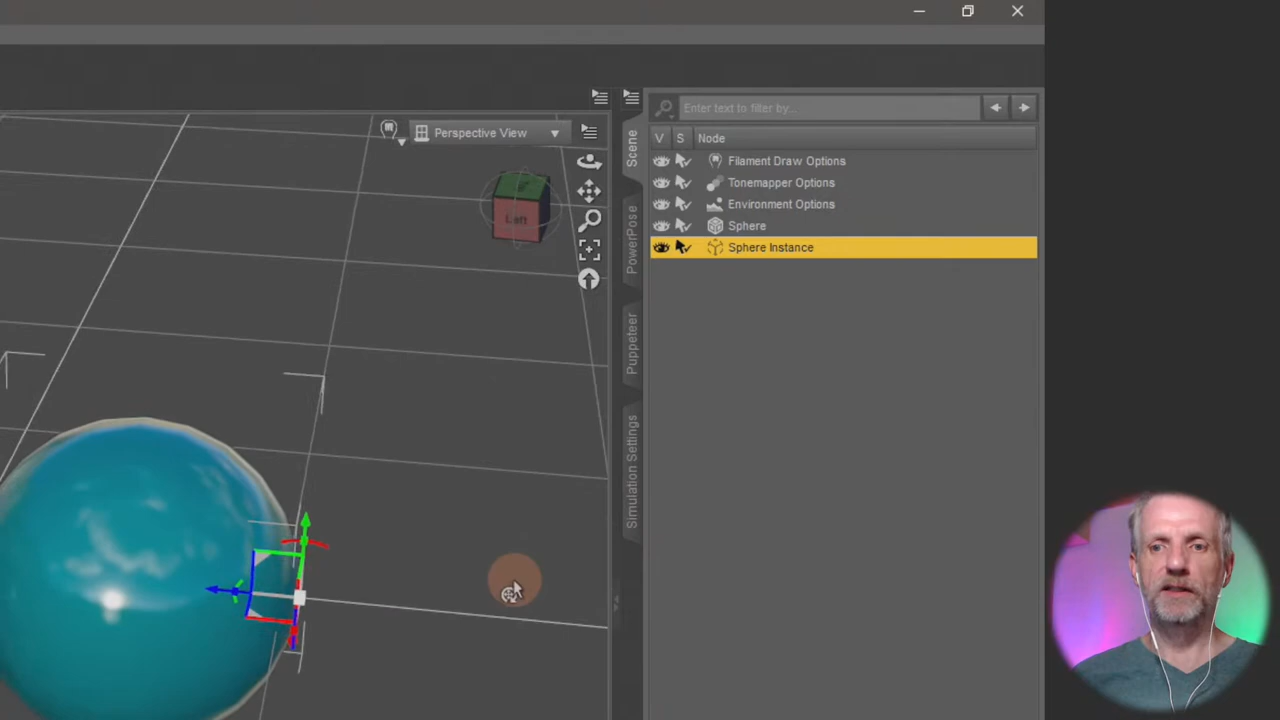 Enter text to filter by...
Perspective View
V S Node
Filament Draw Options
Tonemapper Options
Environment Options
Sphere
Sphere Instance
Left
Scene
PowerPose
Puppeteer
Simulation Settings